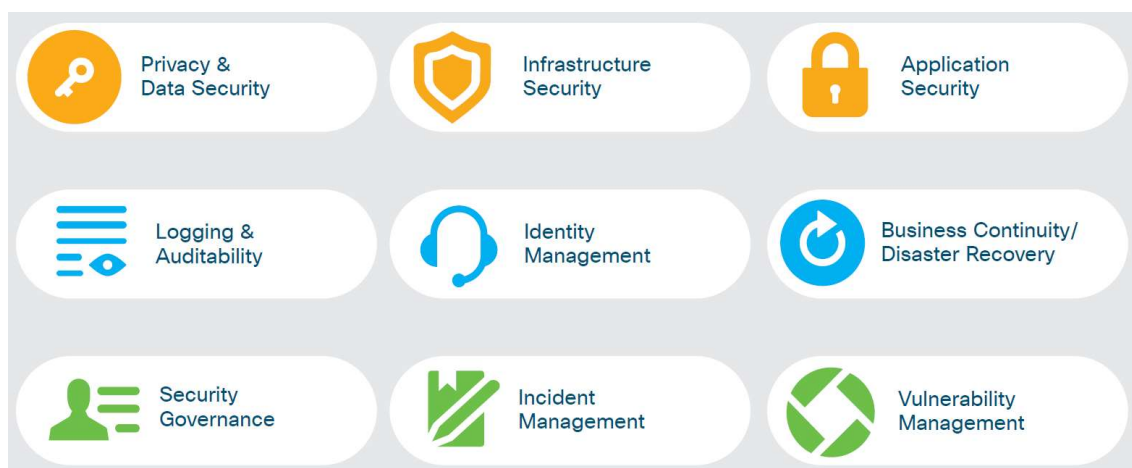 Privacy &
Data Security
Infrastructure
Security
Application
Security
Logging &
Auditability
Identity
Management
Business Continuity/
Disaster Recovery
Security
Governance
Incident
Management
Vulnerability
Management